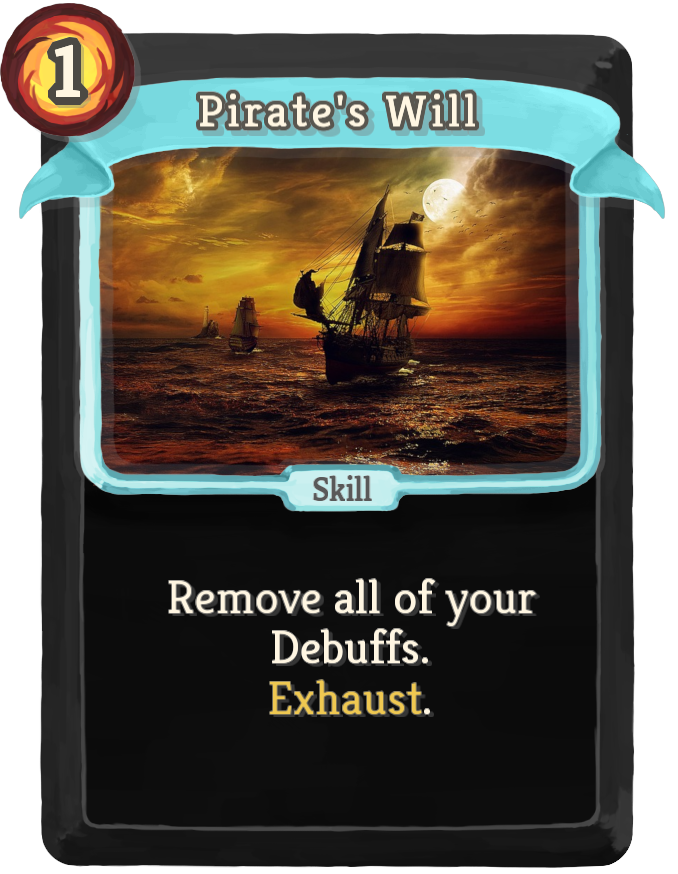 1
Pirate's Will
Skill
Remove all of your
Debuffs.
Exhaust.